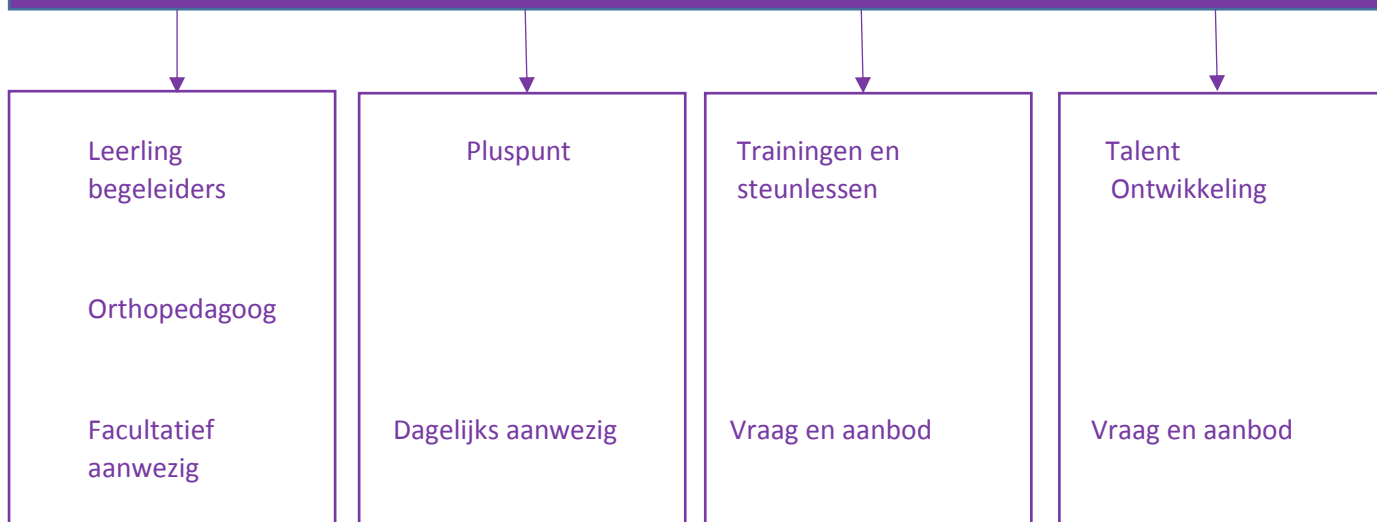 Leerling
begeleiders
Orthopedagoog
Facultatief
aanwezig
Pluspunt
Dagelijks aanwezig
Trainingen en
steunlessen
Vraag en aanbod
Talent
Ontwikkeling
Vraag en aanbod